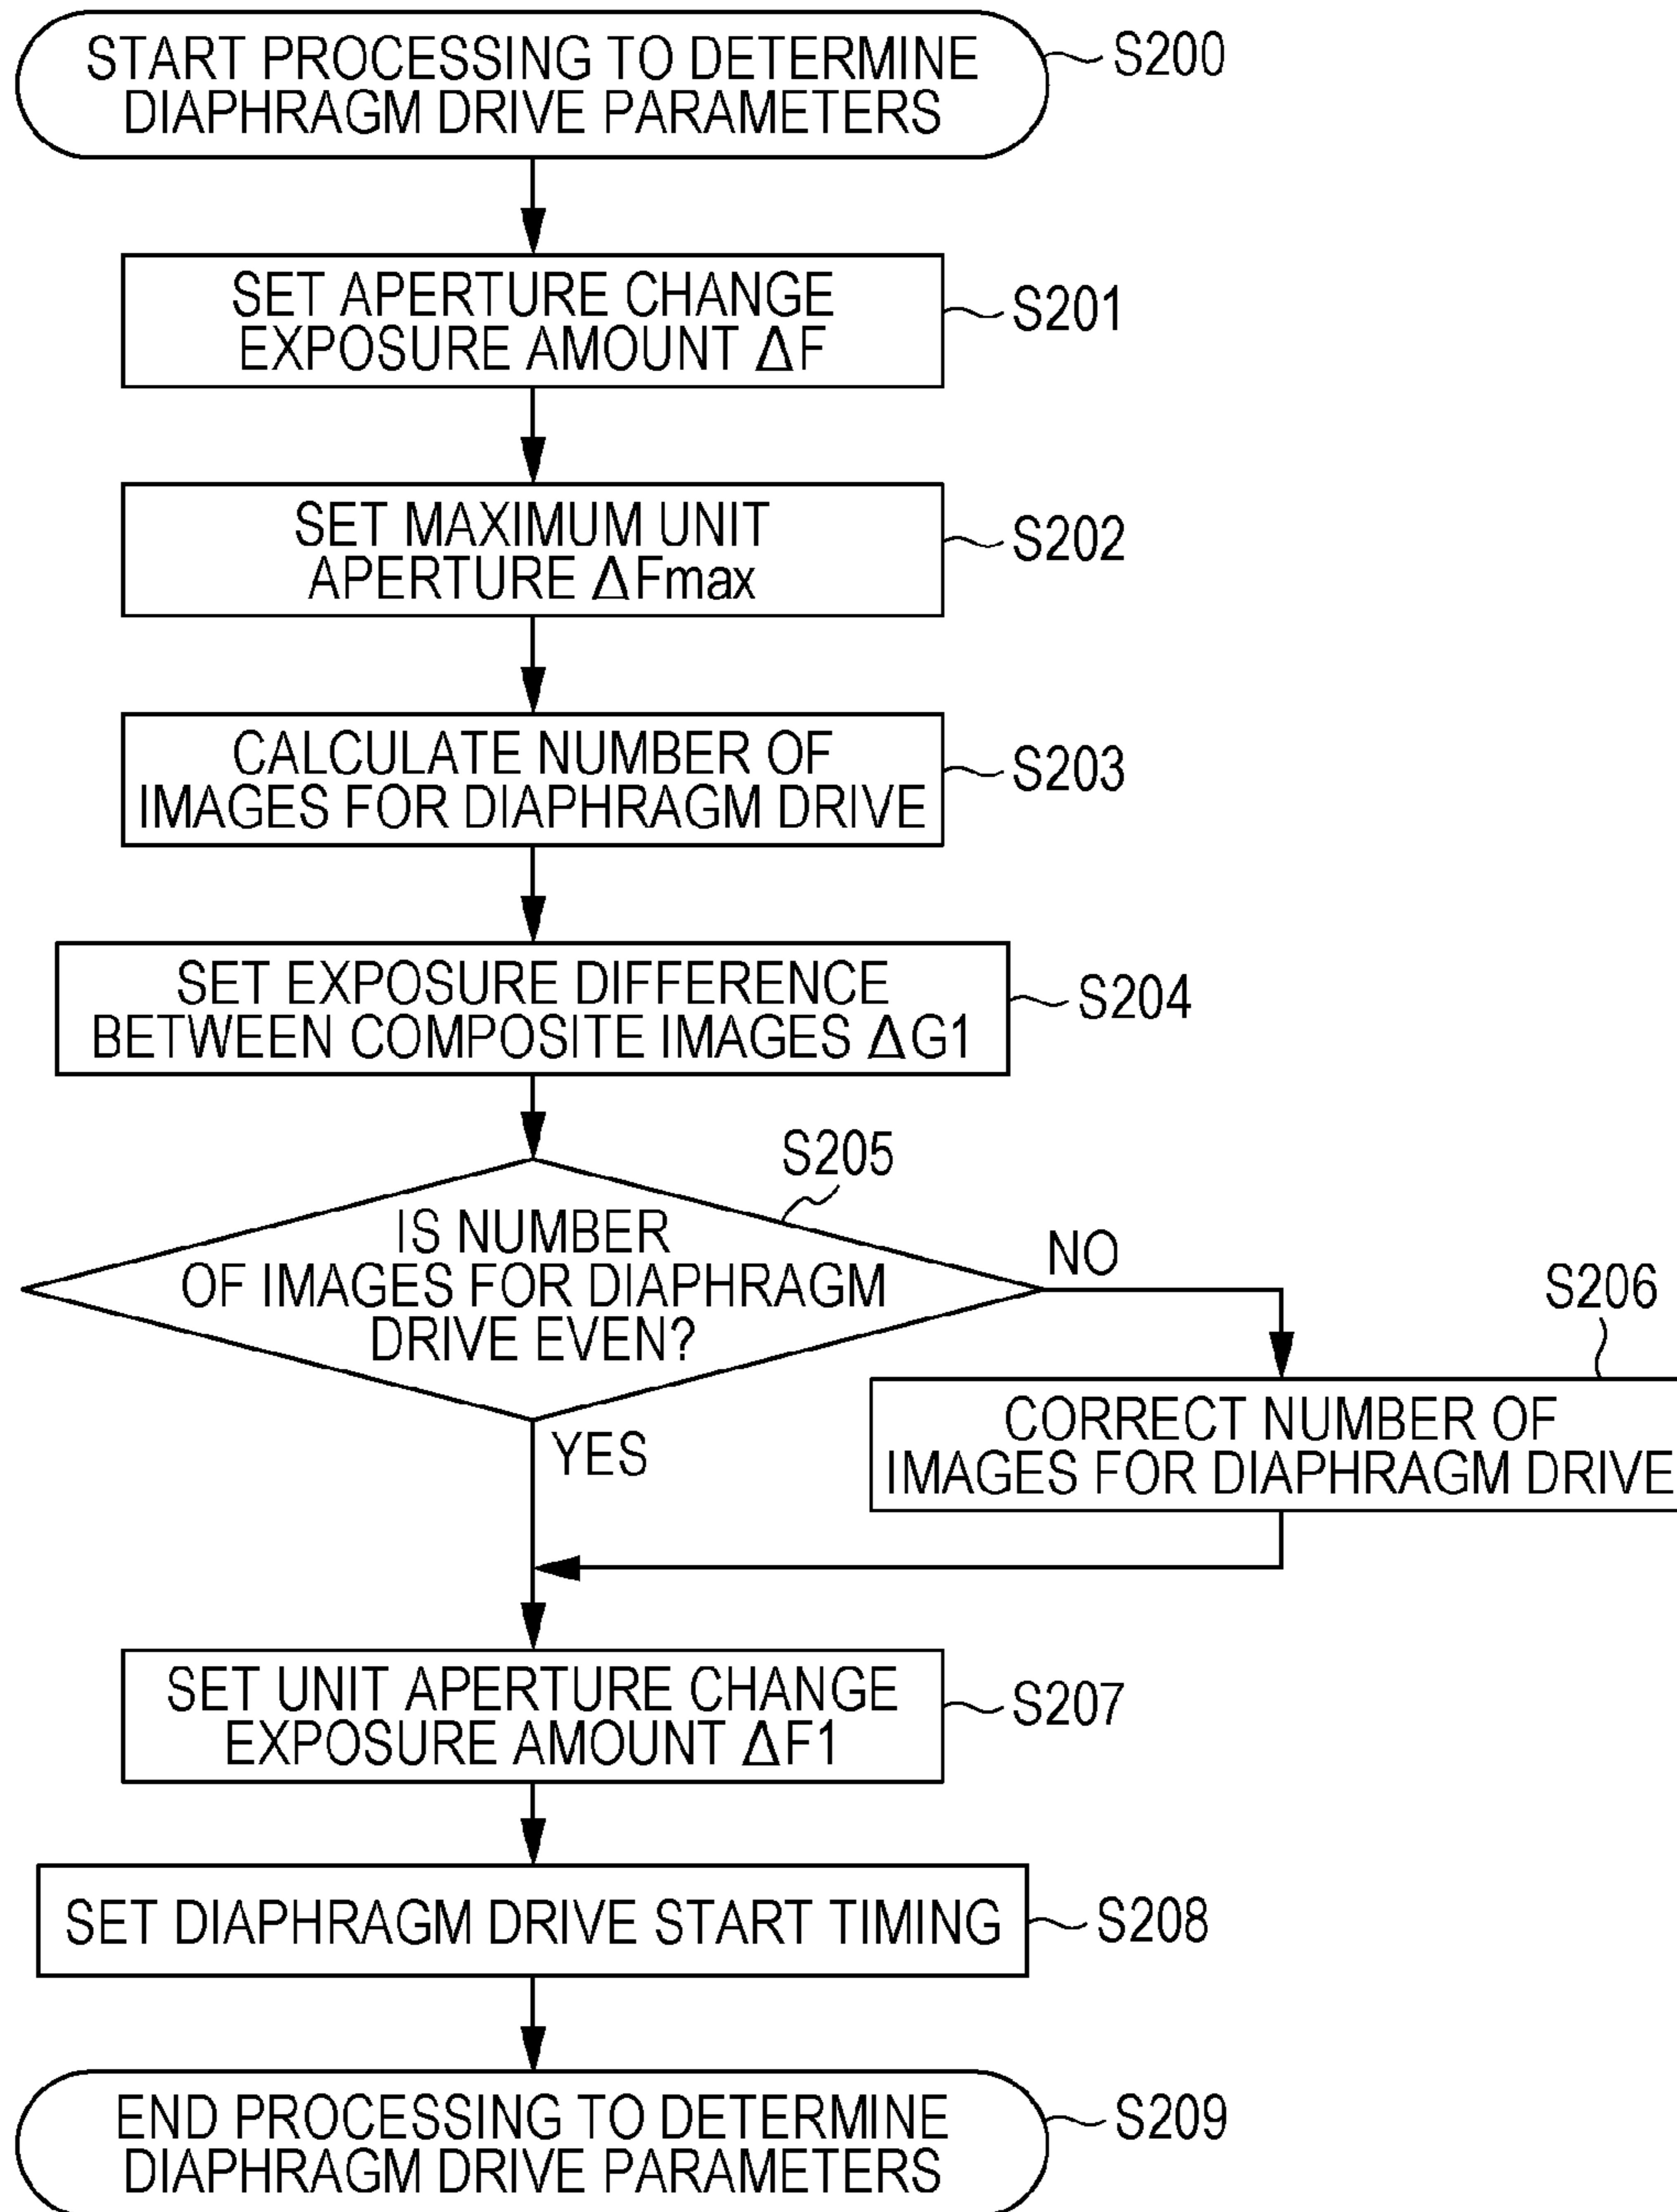 START PROCESSING TO DETERMINE
DIAPHRAGM DRIVE PARAMETERS
S200
SET APERTURE CHANGE
EXPOSURE AMOUNT ΔF
S201
SET MAXIMUM UNIT
APERTURE ΔFmax
S202
CALCULATE NUMBER OF
IMAGES FOR DIAPHRAGM DRIVE
S203
SET EXPOSURE DIFFERENCE
BETWEEN COMPOSITE IMAGES ΔG1
S204
S205
IS NUMBER
OF IMAGES FOR DIAPHRAGM
DRIVE EVEN?
NO
S206
CORRECT NUMBER OF
IMAGES FOR DIAPHRAGM DRIVE
YES
SET UNIT APERTURE CHANGE
EXPOSURE AMOUNT ΔF1
S207
SET DIAPHRAGM DRIVE START TIMING
S208
END PROCESSING TO DETERMINE
DIAPHRAGM DRIVE PARAMETERS
S209